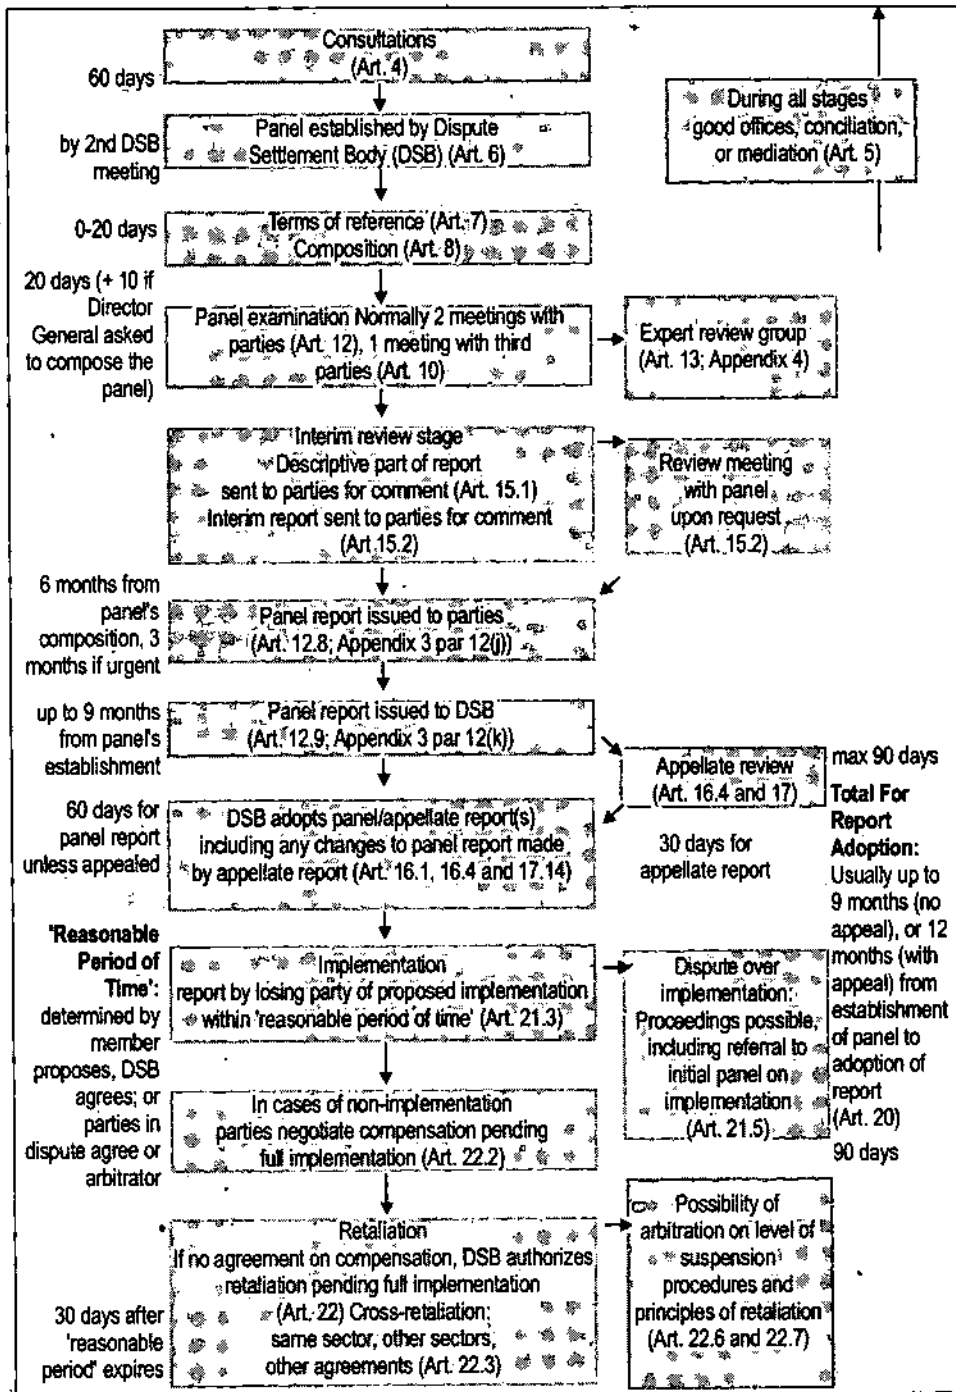 Consultations
(Art. 4)
60 days
During all stages
good offices, conciliation,
or mediation (Art. 5)
Panel established by Dispute
Settlement Body (DSB) (Art. 6)
by 2nd DSB
meeting
Terms of reference (Art. 7)
Composition (Art. 8)
0-20 days
20 days (+ 10 if
Director
General asked
to compose the
panel)
Panel examination Normally 2 meetings with
parties (Art. 12), 1 meeting with third
parties (Art. 10)
Expert review group
(Art. 13; Appendix 4)
Interim review stage
Descriptive part of report
sent to parties for comment (Art. 15.1)
Interim report sent to parties for comment
(Art 15.2)
Review meeting
with panel
upon request
(Art. 15.2)
6 months from
panel's
composition, 3
months if urgent
Panel report issued to parties
(Art. 12.8; Appendix 3 par 12(j))
up to 9 months
from panel's
establishment
Panel report issued to DSB
(Art. 12.9; Appendix 3 par 12(k))
Appellate review
(Art. 16.4 and 17)
max 90 days
60 days for
panel report
unless appealed
DSB adopts panel/appellate report(s)
including any changes to panel report made
by appellate report (Art. 16.1, 16.4 and 17.14)
30 days for
appellate report
Total For
Report
Adoption:
Usually up to
9 months (no
appeal), or 12
months (with
appeal) from
establishment
of panel to
adoption of
report
(Art. 20)
'Reasonable
Period of
Time':
determined by
member
proposes, DSB
agrees; or
parties in
dispute agree or
arbitrator
Implementation
report by losing party of proposed implementation
within 'reasonable period of time' (Art. 21.3)
Dispute over
implementation:
Proceedings possible,
including referral to
initial panel on
implementation
(Art. 21.5)
90 days
In cases of non-implementation
parties negotiate compensation pending
full implementation (Art. 22.2)
Retaliation
If no agreement on compensation, DSB authorizes
retaliation pending full implementation
(Art. 22) Cross-retaliation:
same sector, other sectors,
other agreements (Art. 22.3)
30 days after
'reasonable
period' expires
Possibility of
arbitration on level of
suspension
procedures and
principles of retaliation
(Art. 22.6 and 22.7)